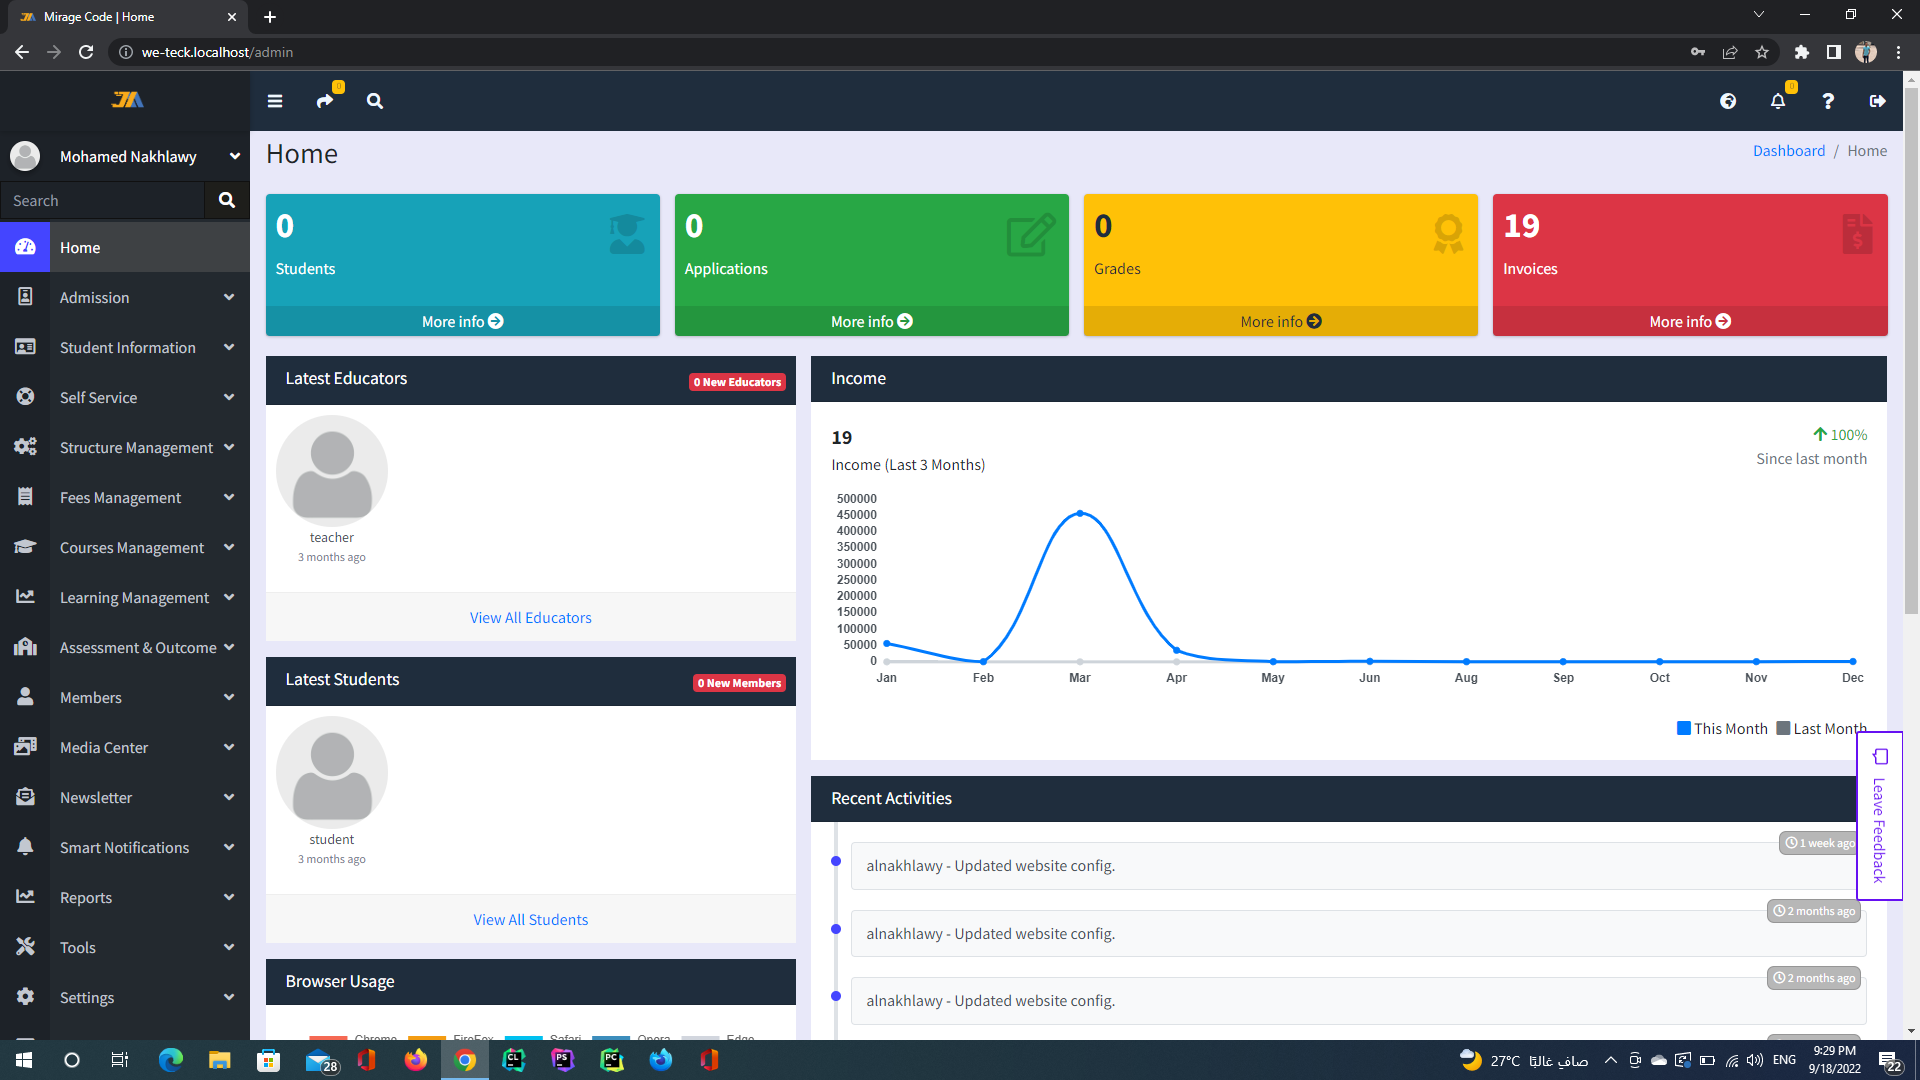 Mirage Code | Home
we-teck.localhost/admin
0
0
Mohamed Nakhlawy
Search
Home
Admission
Student Information
Self Service
Structure Management
Fees Management
Courses Management
Learning Management
Assessment & Outcome
Members
Media Center
Newsletter
Smart Notifications
Reports
Tools
Settings
Home
Dashboard / Home
0
Students
More info
0
Applications
More info
0
Grades
More info
19
Invoices
More info
Latest Educators
0 New Educators
teacher
3 months ago
View All Educators
Latest Students
0 New Members
student
3 months ago
View All Students
Browser Usage
Chrome FireFox Safari Opera Edge
Income
19
100%
Income (Last 3 Months)
Since last month
500000
450000
400000
350000
300000
250000
200000
150000
100000
50000
0
Jan Feb Mar Apr May Jun Aug Sep Oct Nov Dec
This Month Last Month
Recent Activities
1 week ago
alnakhlawy - Updated website config.
2 months ago
alnakhlawy - Updated website config.
2 months ago
alnakhlawy - Updated website config.
Leave Feedback
28
CL
PS
PC
27°C صافٍ غالبًا
ENG
9:29 PM
9/18/2022
22